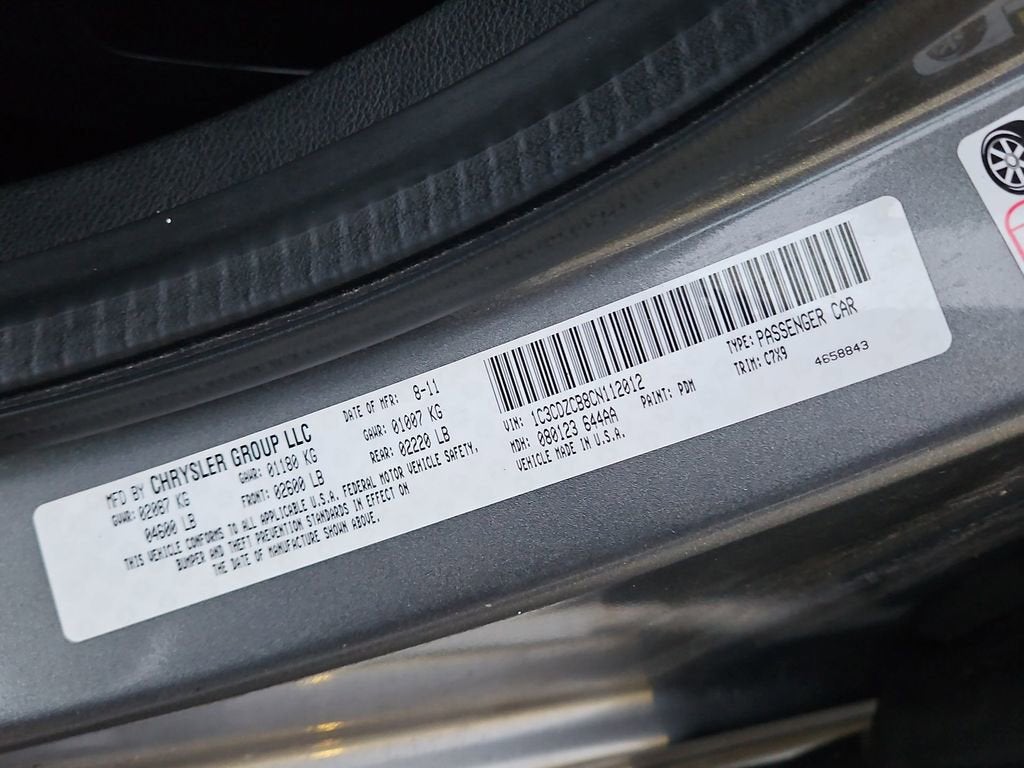 MFD BY CHRYSLER GROUP LLC
DATE OF MFR: 8-11
GVWR: 02087 KG
GAWR: 01180 KG
GAWR: 01007 KG
04600 LB
FRONT: 02600 LB
REAR: 02220 LB
THIS VEHICLE CONFORMS TO ALL APPLICABLE U.S.A. FEDERAL MOTOR VEHICLE SAFETY,
BUMPER AND THEFT PREVENTION STANDARDS IN EFFECT ON
THE DATE OF MANUFACTURE SHOWN ABOVE.
VIN: 1C3CDZCB8CN112012
TYPE: PASSENGER CAR
MDH: 080123 644AA
PAINT: PDM
TRIM: C7X9
VEHICLE MADE IN U.S.A.
4658843